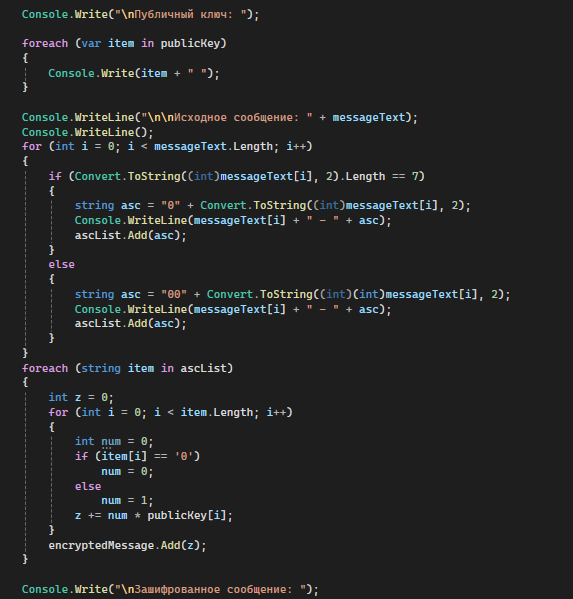 Console.Write("\nПубличный ключ: ");
foreach (var item in publicKey)
{
Console.Write(item + " ");
}
Console.WriteLine("\n\nИсходное сообщение: " + messageText);
Console.WriteLine();
for (int i = 0; i < messageText.Length; i++)
{
if (Convert.ToString((int)messageText[i], 2).Length == 7)
{
string asc = "0" + Convert.ToString((int)messageText[i], 2);
Console.WriteLine(messageText[i] + " - " + asc);
ascList.Add(asc);
}
else
{
string asc = "00" + Convert.ToString((int)(int)messageText[i], 2);
Console.WriteLine(messageText[i] + " - " + asc);
ascList.Add(asc);
}
}
foreach (string item in ascList)
{
int z = 0;
for (int i = 0; i < item.Length; i++)
{
int num = 0;
if (item[i] == '0')
num = 0;
else
num = 1;
z += num * publicKey[i];
}
encryptedMessage.Add(z);
}
Console.Write("\nЗашифрованное сообщение: ");